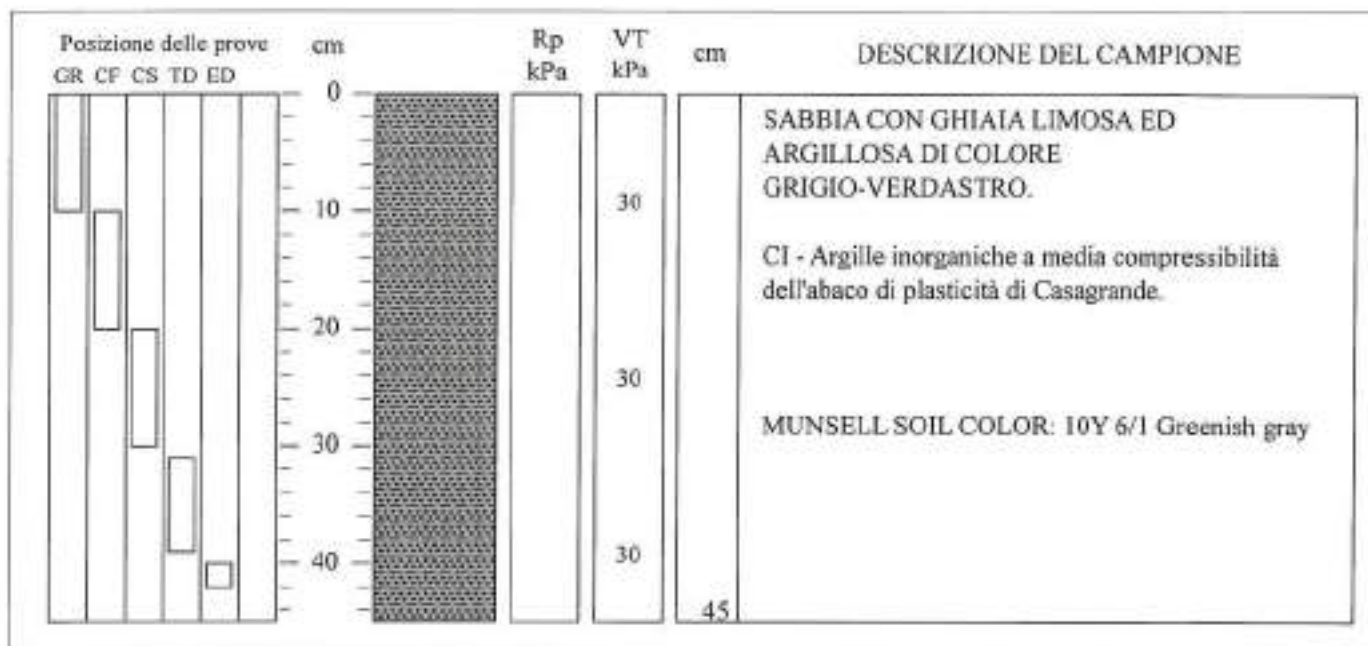 Posizione delle prove
GR CF CS TD ED
cm
Rp
kPa
VT
kPa
cm
DESCRIZIONE DEL CAMPIONE
0
10
20
30
40
30
30
30
45
SABBIA CON GHIAIA LIMOSA ED
ARGILLOSA DI COLORE
GRIGIO-VERDASTRO.
CI - Argille inorganiche a media compressibilità
dell'abaco di plasticità di Casagrande.
MUNSELL SOIL COLOR: 10Y 6/1 Greenish gray